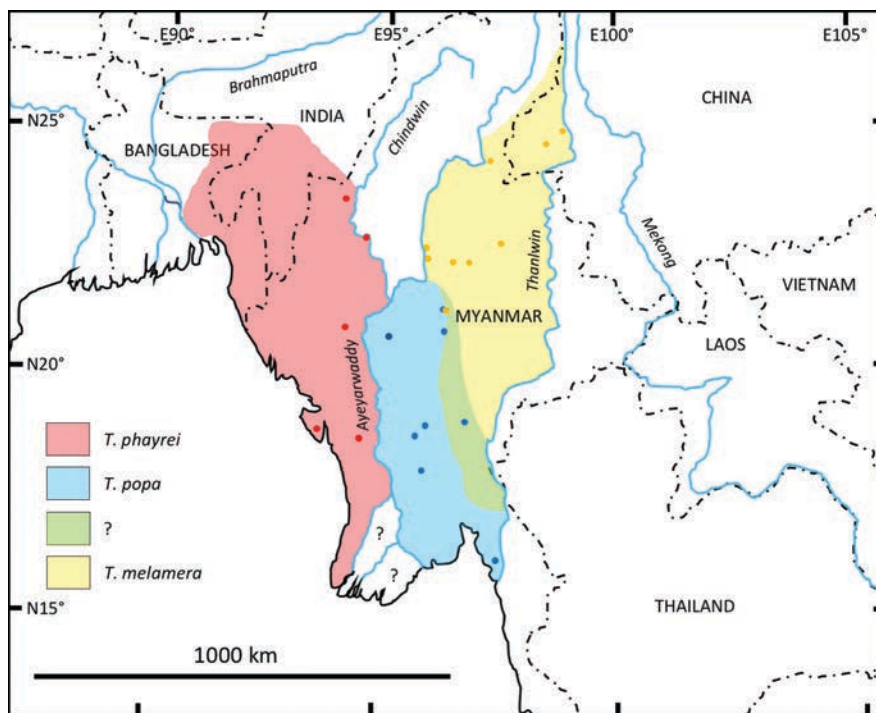 E90°
E95°
E100°
E105°
N25°
N20°
N15°
Brahmaputra
INDIA
BANGLADESH
Chindwin
CHINA
Thanlwin
Mekong
MYANMAR
VIETNAM
LAOS
Ayeyarwaddy
T. phayrei
T. popa
?
T. melamera
?
?
THAILAND
1000 km